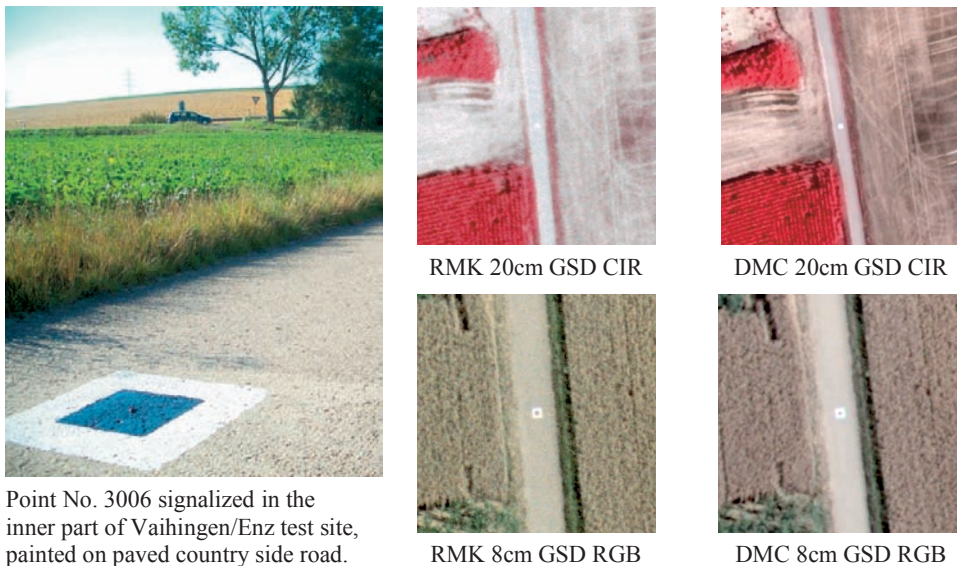 RMK 20cm GSD CIR
DMC 20cm GSD CIR
Point No. 3006 signalized in the
inner part of Vaihingen/Enz test site,
painted on paved country side road.
RMK 8cm GSD RGB
DMC 8cm GSD RGB